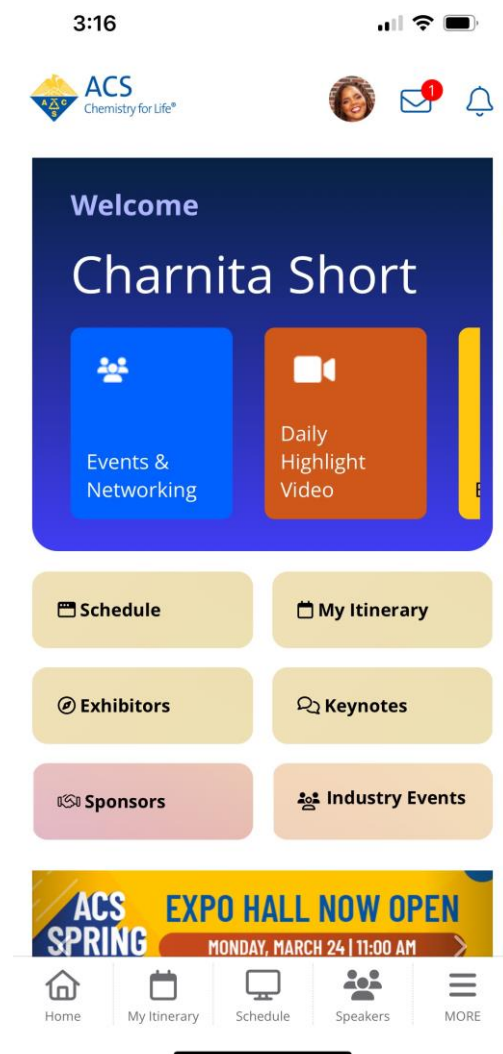 3:16
ACS
Chemistry for Life®
A C S
1
Welcome
Charnita Short
Events &
Networking
Daily
Highlight
Video
Schedule
My Itinerary
Exhibitors
Keynotes
Sponsors
Industry Events
ACS
SPRING
EXPO HALL NOW OPEN
MONDAY, MARCH 24 | 11:00 AM
Home
My Itinerary
Schedule
Speakers
MORE